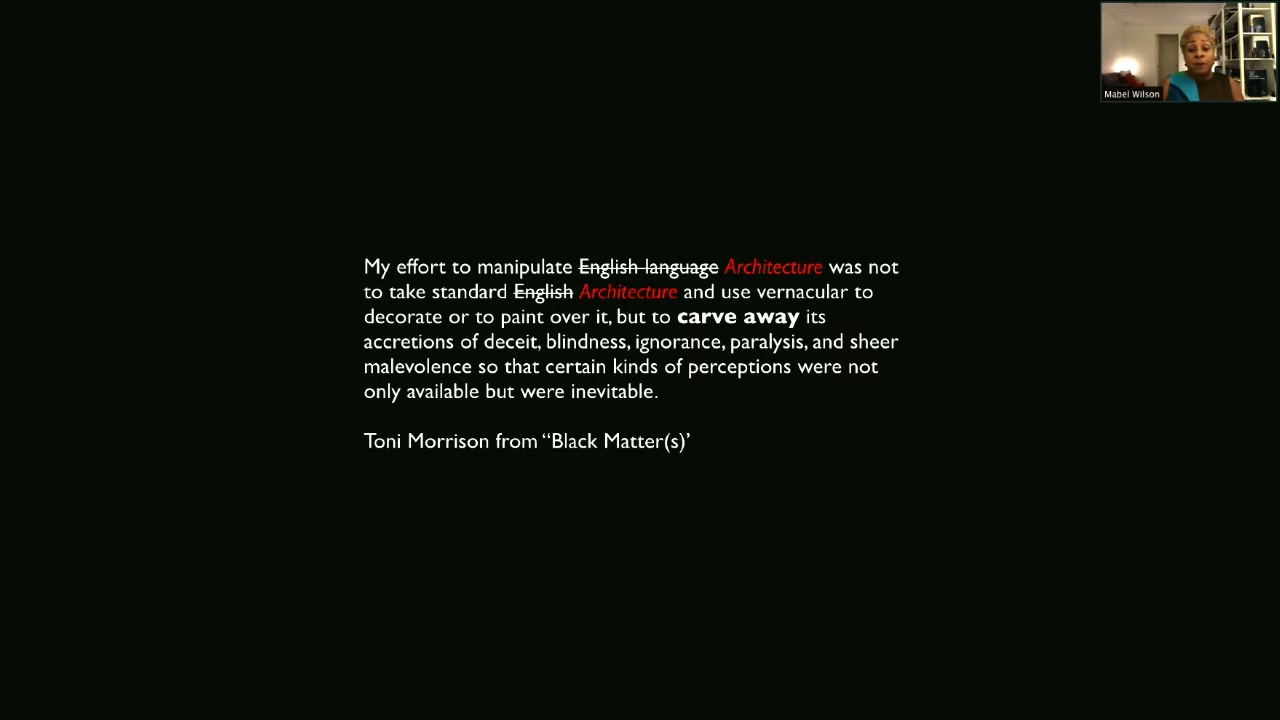 Mabel Wilson
My effort to manipulate English language Architecture was not
to take standard English Architecture and use vernacular to
decorate or to paint over it, but to carve away its
accretions of deceit, blindness, ignorance, paralysis, and sheer
malevolence so that certain kinds of perceptions were not
only available but were inevitable.
Toni Morrison from “Black Matter(s)’